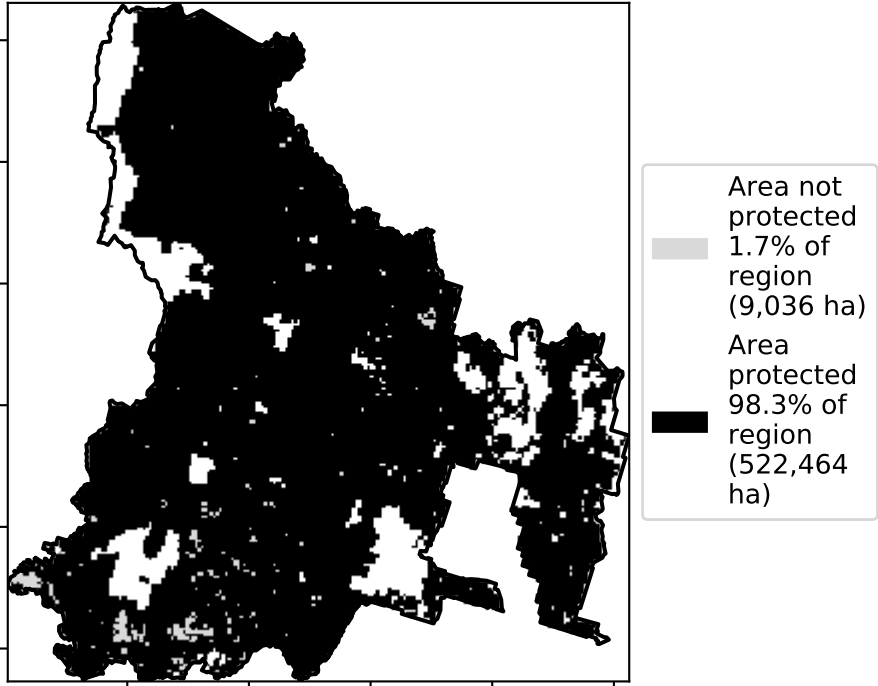 Area not
protected
1.7% of
region
(9,036 ha)
Area
protected
98.3% of
region
(522,464
ha)